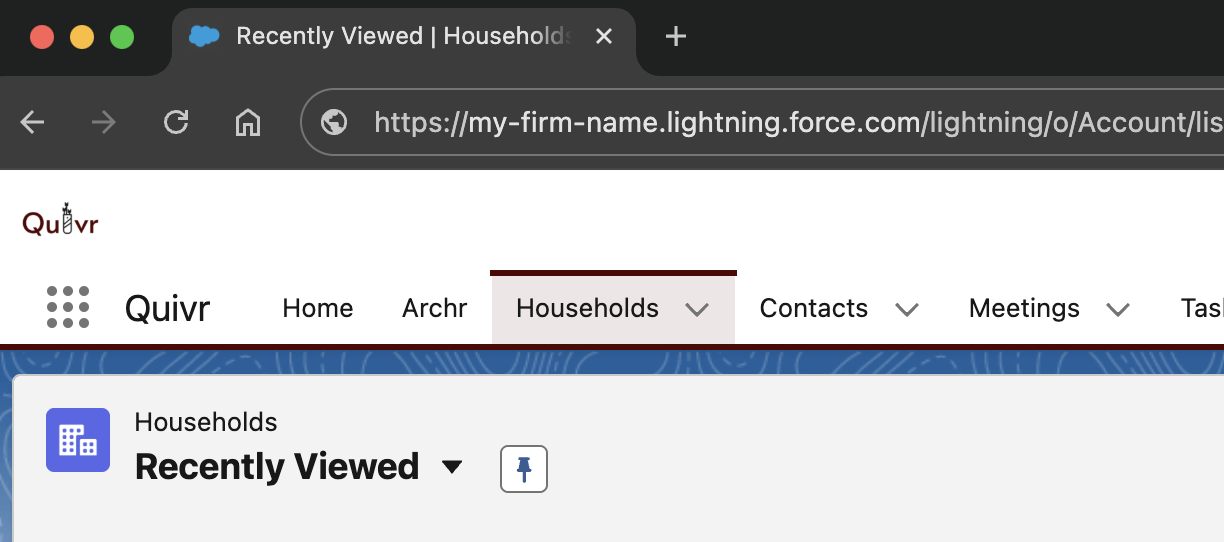 Recently Viewed | Households
https://my-firm-name.lightning.force.com/lightning/o/Account/lis
Quivr
Quivr Home Archr Households Contacts Meetings Tas
Households
Recently Viewed